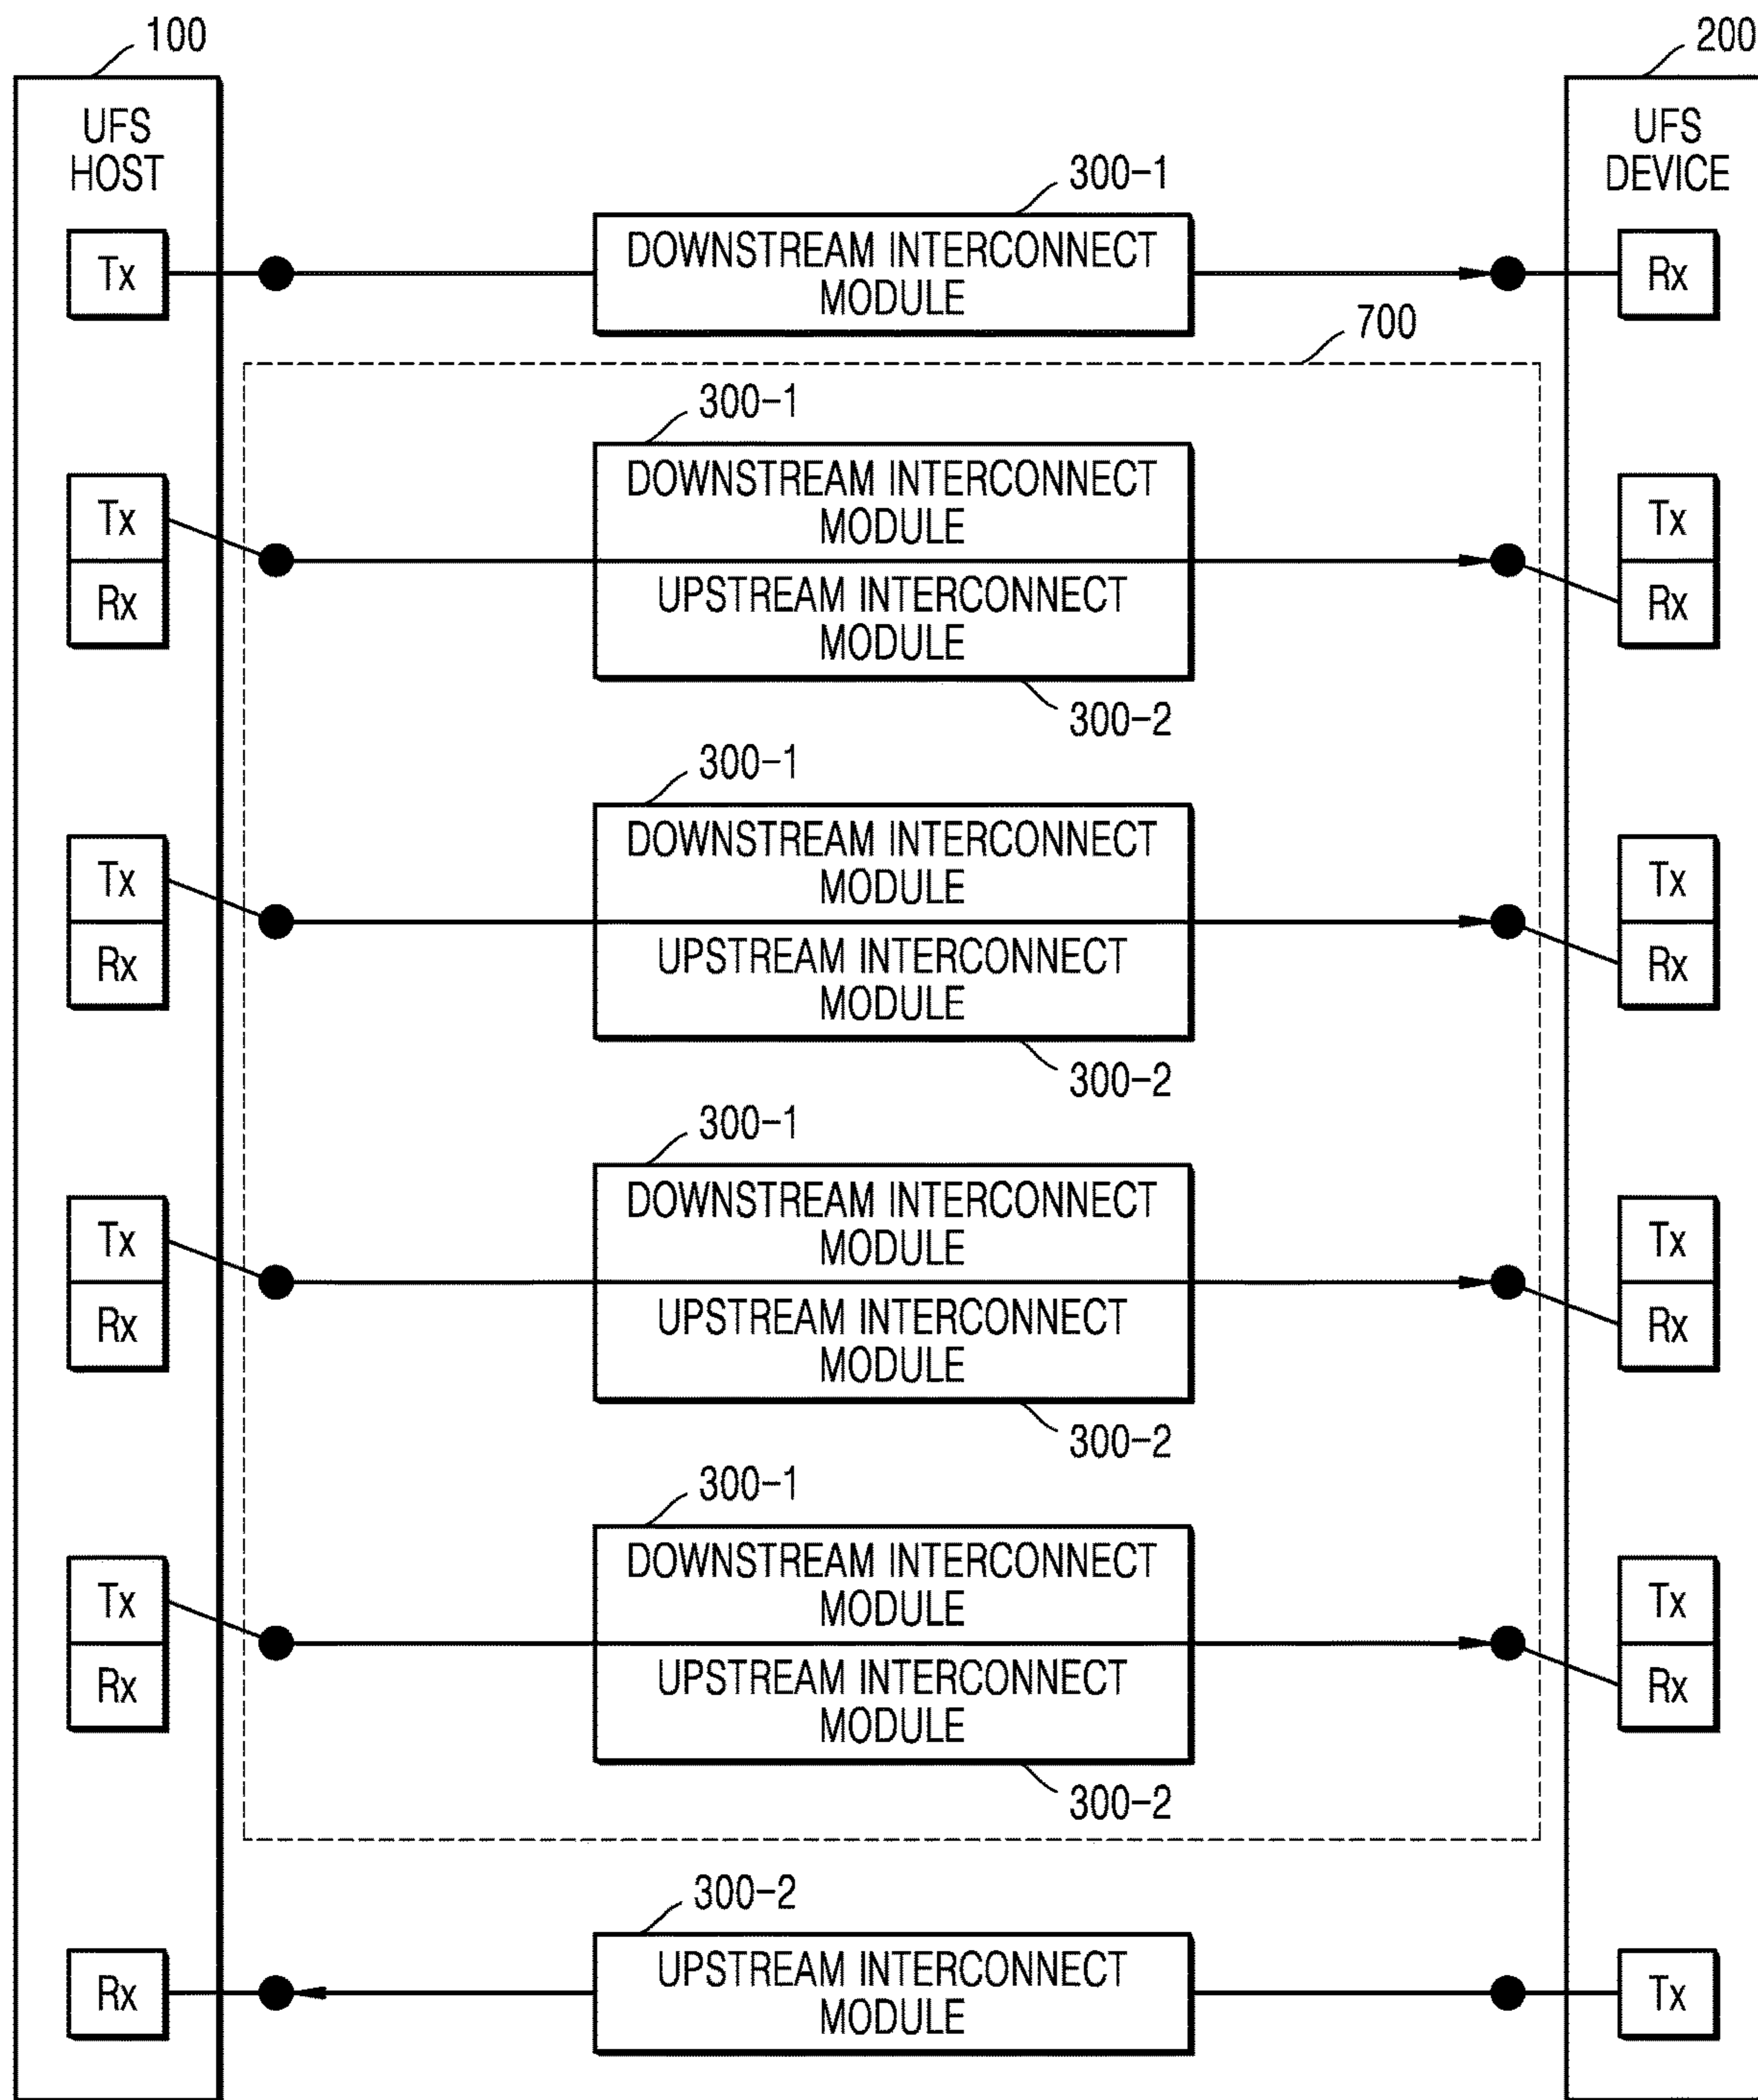 100
200
UFS
HOST
UFS
DEVICE
300-1
Tx
DOWNSTREAM INTERCONNECT
MODULE
Rx
700
300-1
Tx
Rx
DOWNSTREAM INTERCONNECT
MODULE
UPSTREAM INTERCONNECT
MODULE
Tx
Rx
300-2
300-1
Tx
Rx
DOWNSTREAM INTERCONNECT
MODULE
UPSTREAM INTERCONNECT
MODULE
Tx
Rx
300-2
300-1
Tx
Rx
DOWNSTREAM INTERCONNECT
MODULE
UPSTREAM INTERCONNECT
MODULE
Tx
Rx
300-2
300-1
Tx
Rx
DOWNSTREAM INTERCONNECT
MODULE
UPSTREAM INTERCONNECT
MODULE
Tx
Rx
300-2
300-2
Rx
UPSTREAM INTERCONNECT
MODULE
Tx